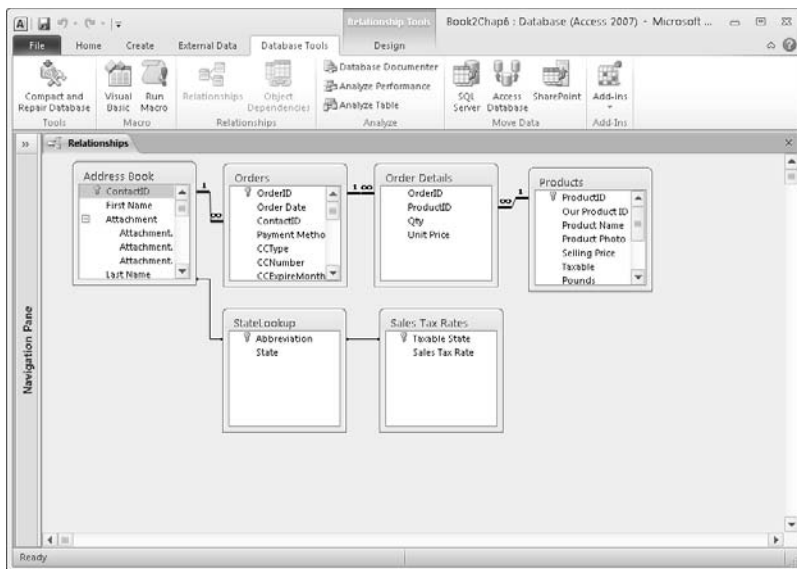 Relationship Tools
Book2Chap6 : Database (Access 2007) - Microsoft ...
File Home Create External Data Database Tools Design
Compact and Repair Database
Visual Basic
Run Macro
Relationships
Object Dependencies
Database Documenter
Analyze Performance
Analyze Table
SQL Server
Access Database
SharePoint
Add-Ins
Tools Macro Relationships Analyze Move Data Add-Ins
Relationships
Navigation Pane
Address Book
ContactID
First Name
Attachment
Attachment.
Attachment.
Attachment.
Last Name
1
∞
Orders
OrderID
Order Date
ContactID
Payment Metho
CCType
CCNumber
CCExpireMonth
1 ∞
Order Details
OrderID
ProductID
Qty
Unit Price
∞ 1
Products
ProductID
Our Product ID
Product Name
Product Photo
Selling Price
Taxable
Pounds
StateLookup
Abbreviation
State
Sales Tax Rates
Taxable State
Sales Tax Rate
Ready